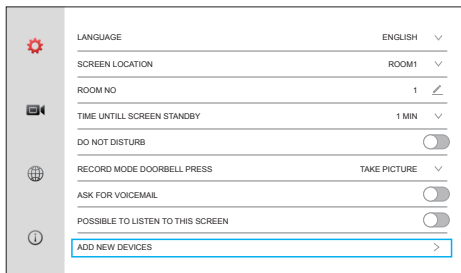 LANGUAGE ENGLISH
SCREEN LOCATION ROOM1
ROOM NO 1
TIME UNTILL SCREEN STANDBY 1 MIN
DO NOT DISTURB
RECORD MODE DOORBELL PRESS TAKE PICTURE
ASK FOR VOICEMAIL
POSSIBLE TO LISTEN TO THIS SCREEN
ADD NEW DEVICES